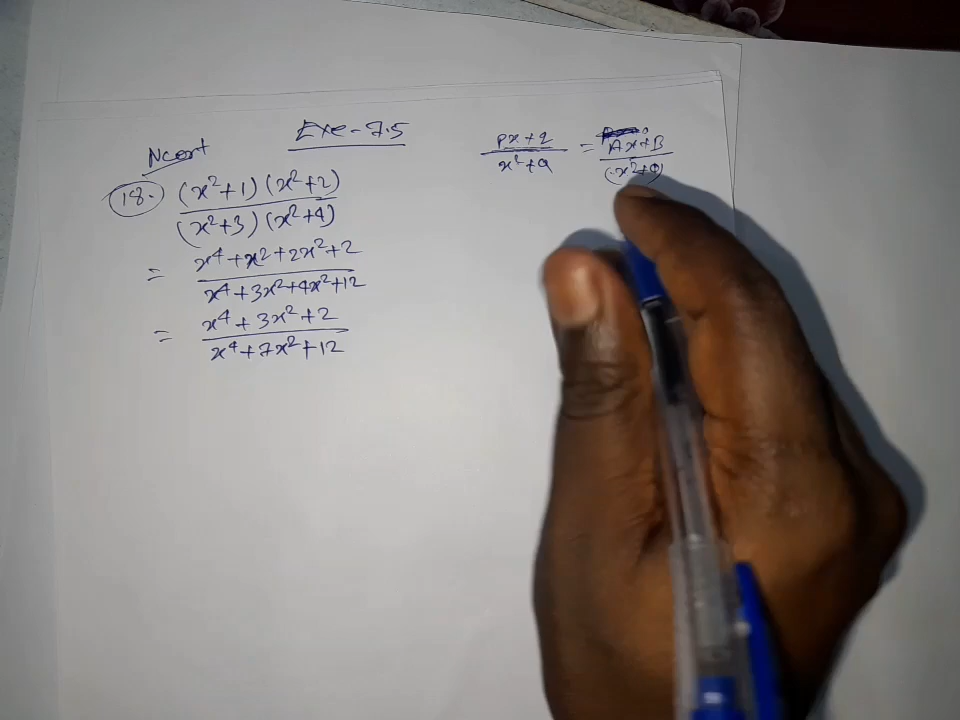 Ncert
Exe-7.5
18. (x²+1)(x²+2)
(x²+3)(x²+4)
= x⁴+x²+2x²+2
x⁴+3x²+4x²+12
= x⁴+3x²+2
x⁴+7x²+12
px+q
x²+a
= Ax+B